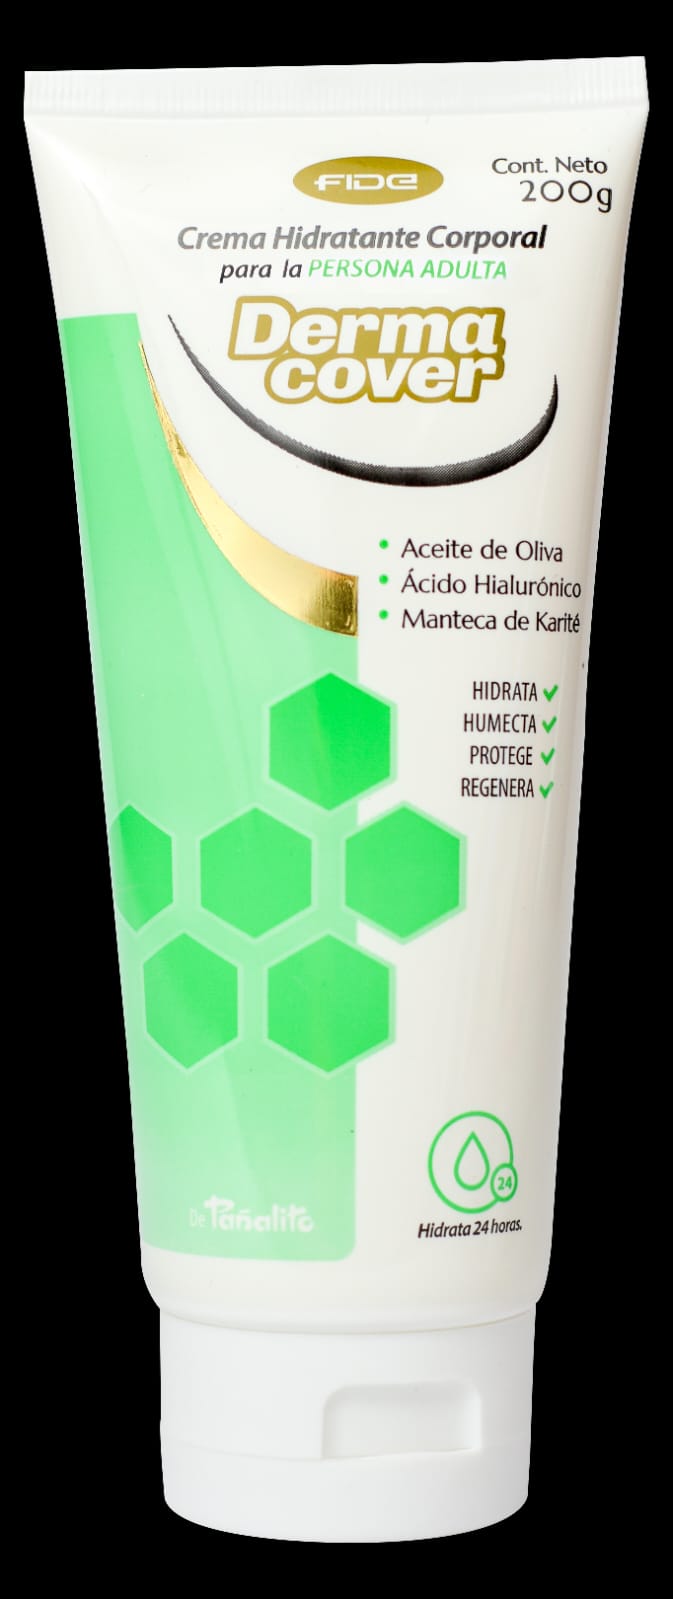 FIDE
Cont. Neto
200g
Crema Hidratante Corporal
para la PERSONA ADULTA
Derma
cover
• Aceite de Oliva
• Ácido Hialurónico
• Manteca de Karité
HIDRATA ✓
HUMECTA ✓
PROTEGE ✓
REGENERA ✓
24
Hidrata 24 horas.
De Pañalito